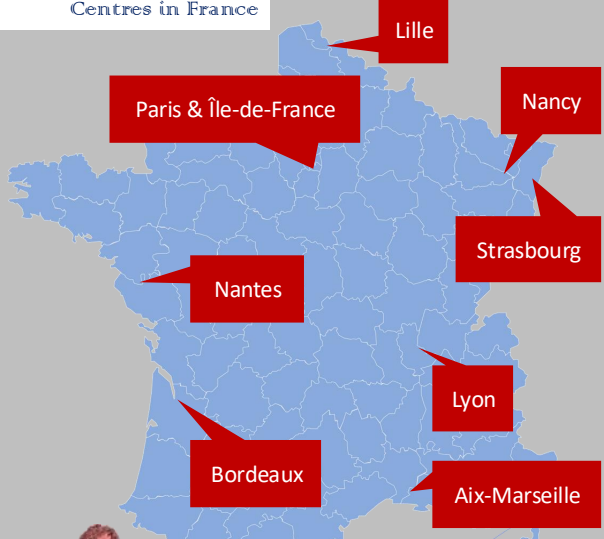 Centres in France
Lille
Paris & Île-de-France
Nancy
Strasbourg
Nantes
Lyon
Bordeaux
Aix-Marseille